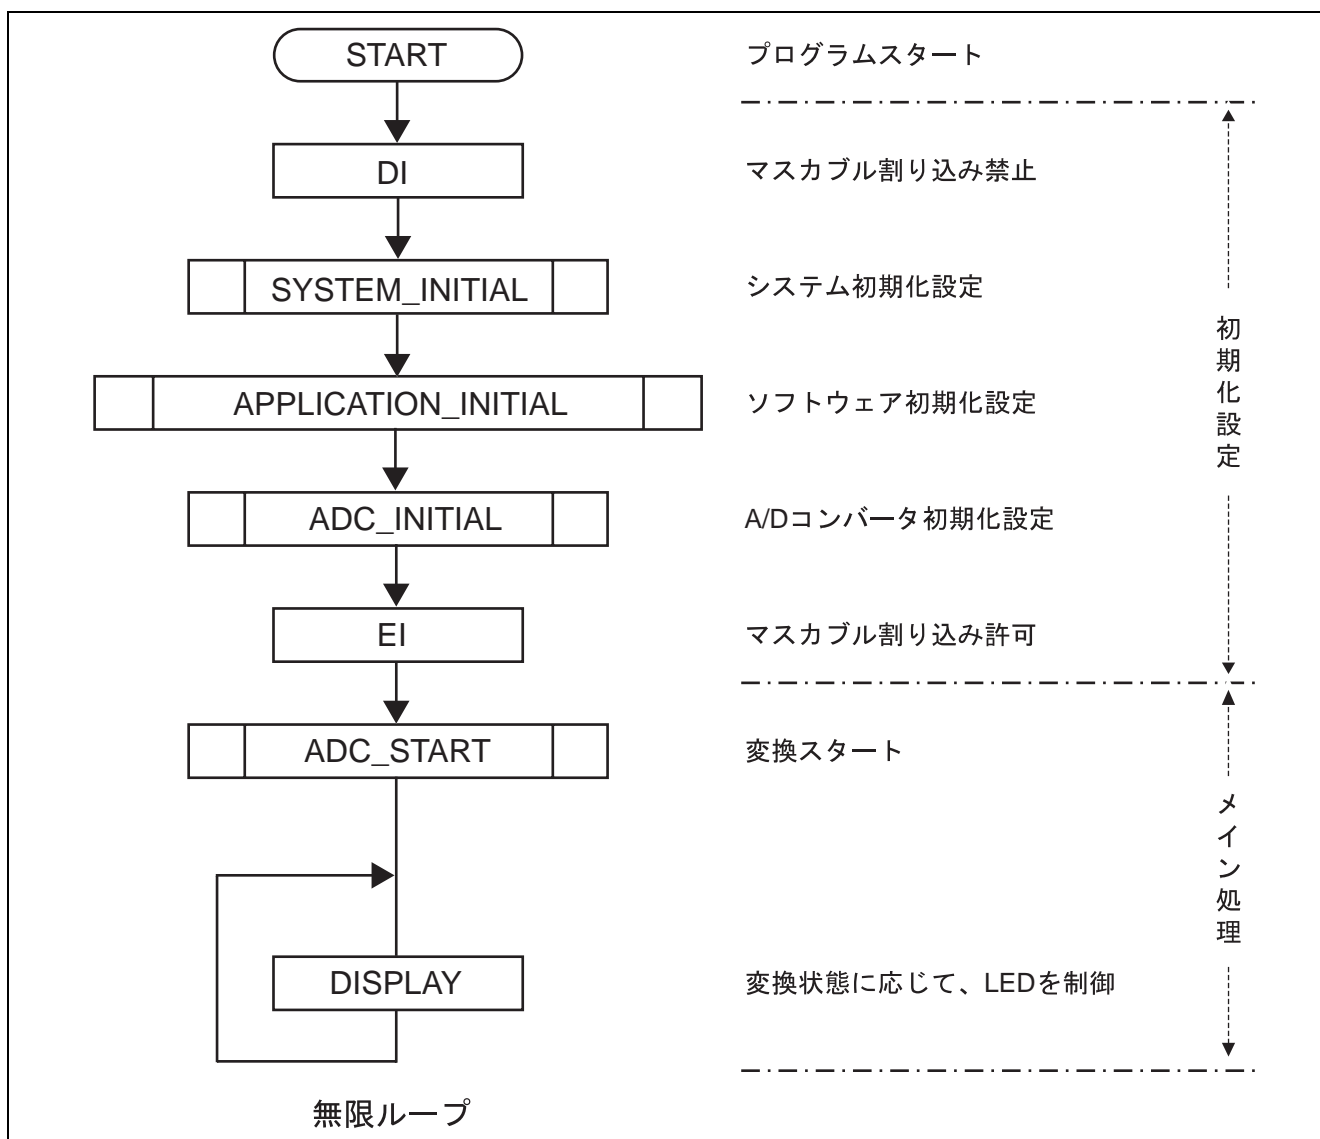 START
プログラムスタート
DI
マスカブル割り込み禁止
SYSTEM_INITIAL
システム初期化設定
APPLICATION_INITIAL
ソフトウェア初期化設定
ADC_INITIAL
A/Dコンバータ初期化設定
EI
マスカブル割り込み許可
初期化設定
ADC_START
変換スタート
DISPLAY
変換状態に応じて、LEDを制御
メイン処理
無限ループ